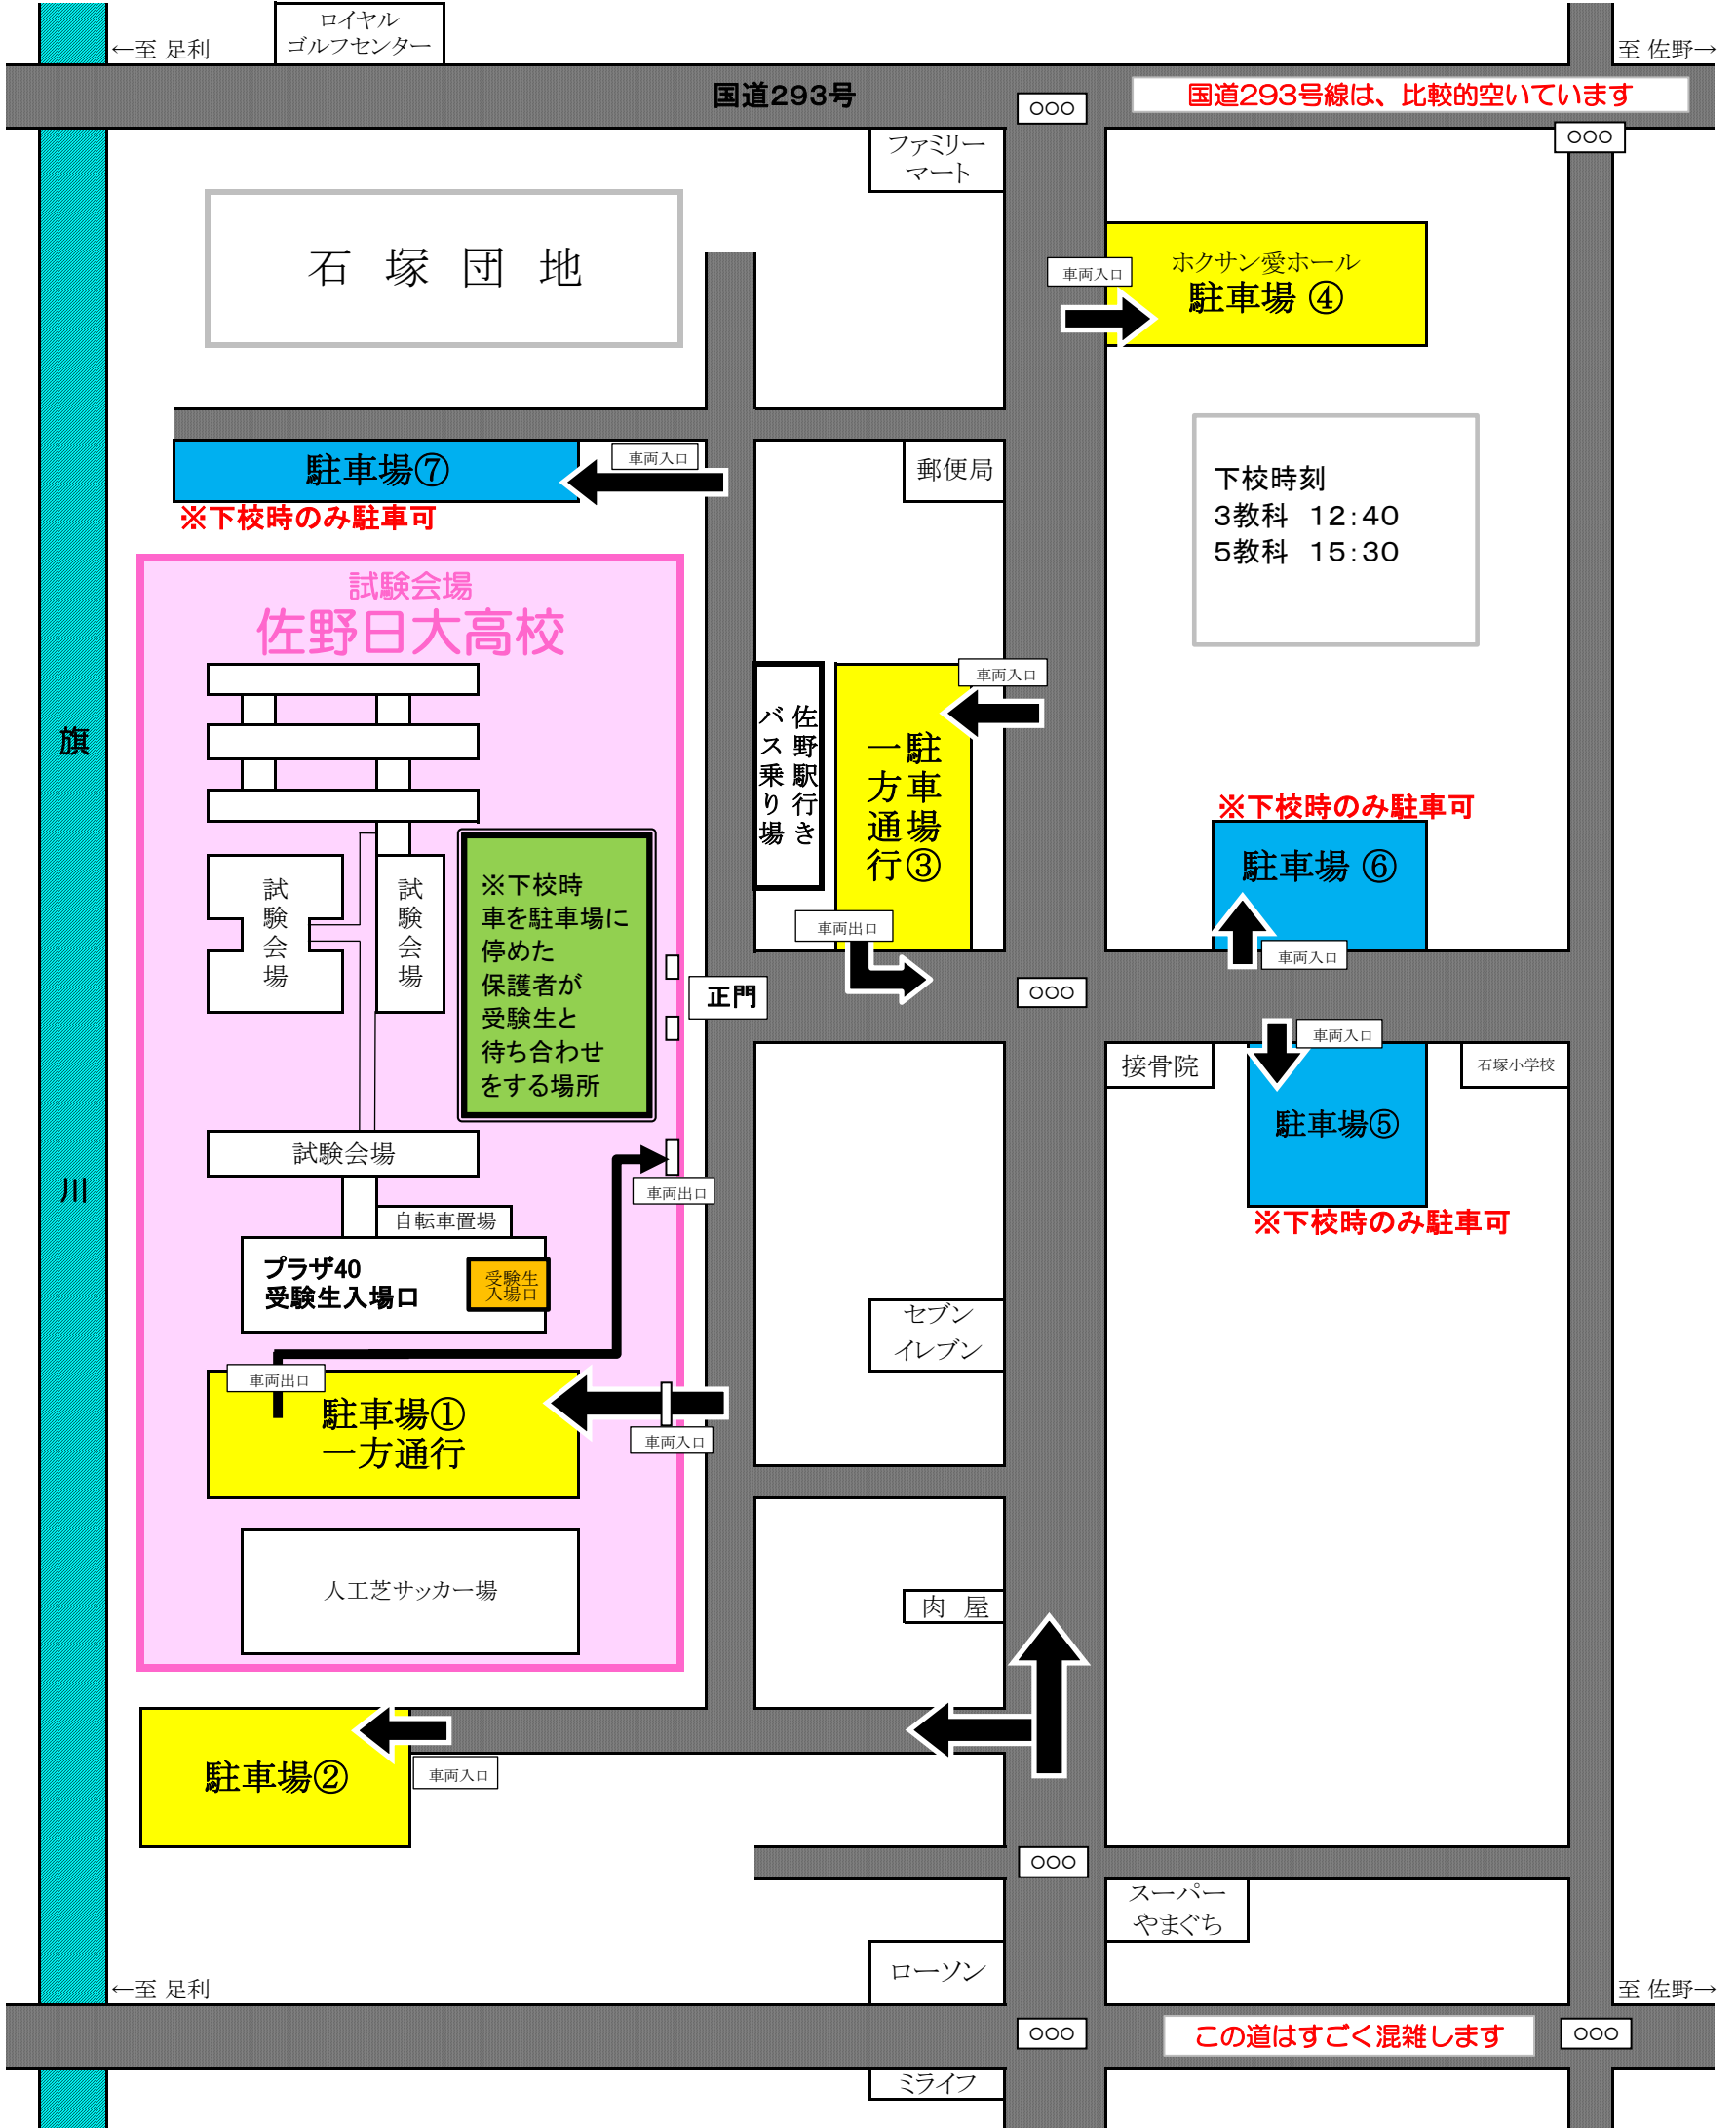 ロイヤル
ゴルフセンター
←至 足利
至 佐野→
国道293号
国道293号線は、比較的空いています
○○○
○○○
ファミリー
マート
石 塚 団 地
車両入口
ホクサン愛ホール
駐車場 ④
駐車場⑦
車両入口
※下校時のみ駐車可
郵便局
下校時刻
3教科 12:40
5教科 15:30
試験会場
佐野日大高校
佐野駅行き
バス乗り場
車両入口
駐車場③
一方通行
車両出口
旗
川
試験会場
試験会場
※下校時
車を駐車場に
停めた
保護者が
受験生と
待ち合わせ
をする場所
正門
○○○
※下校時のみ駐車可
駐車場 ⑥
車両入口
車両入口
接骨院
石塚小学校
駐車場⑤
※下校時のみ駐車可
試験会場
車両出口
自転車置場
プラザ40
受験生入場口
受験生
入場口
セブン
イレブン
車両出口
駐車場①
一方通行
車両入口
人工芝サッカー場
肉 屋
駐車場②
車両入口
○○○
スーパー
やまぐち
ローソン
←至 足利
至 佐野→
○○○
この道はすごく混雑します
○○○
ミライフ